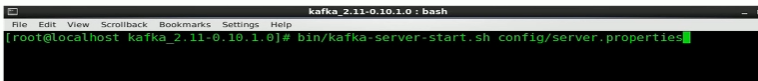 kafka_2.11-0.10.1.0 : bash
File Edit View Scrollback Bookmarks Settings Help
[root@localhost kafka_2.11-0.10.1.0]# bin/kafka-server-start.sh config/server.properties